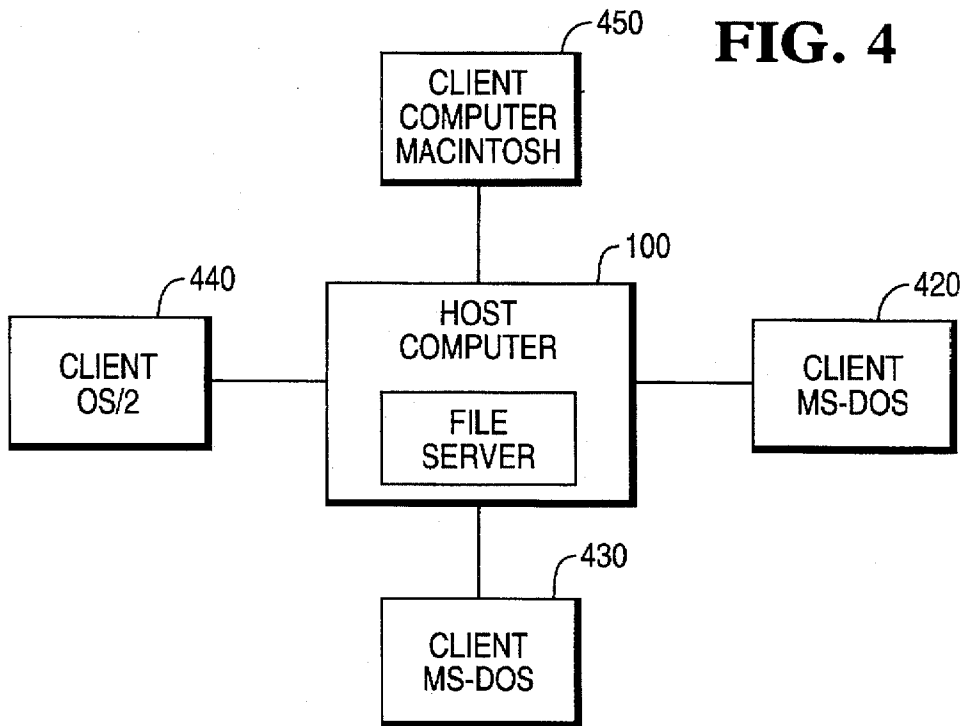 FIG. 4
450
CLIENT
COMPUTER
MACINTOSH
100
HOST
COMPUTER
FILE
SERVER
440
CLIENT
OS/2
420
CLIENT
MS-DOS
430
CLIENT
MS-DOS